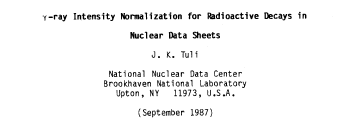 γ-ray Intensity Normalization for Radioactive Decays in
Nuclear Data Sheets
J. K. Tuli
National Nuclear Data Center
Brookhaven National Laboratory
Upton, NY 11973, U.S.A.
(September 1987)